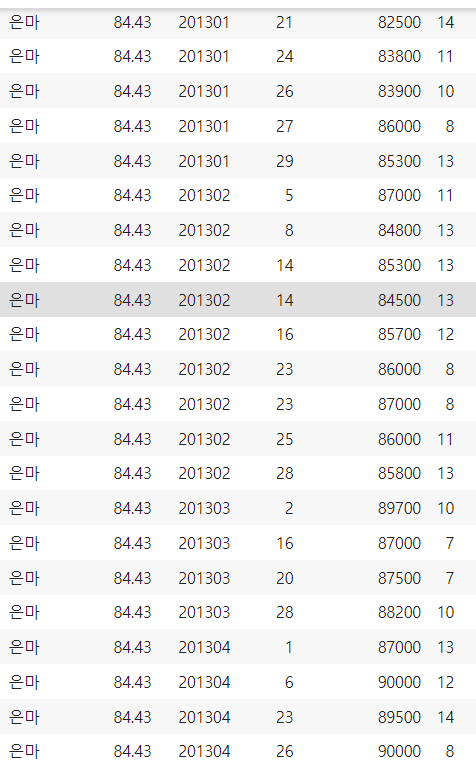 은마 84.43 201301 21 82500 14
은마 84.43 201301 24 83800 11
은마 84.43 201301 26 83900 10
은마 84.43 201301 27 86000 8
은마 84.43 201301 29 85300 13
은마 84.43 201302 5 87000 11
은마 84.43 201302 8 84800 13
은마 84.43 201302 14 85300 13
은마 84.43 201302 14 84500 13
은마 84.43 201302 16 85700 12
은마 84.43 201302 23 86000 8
은마 84.43 201302 23 87000 8
은마 84.43 201302 25 86000 11
은마 84.43 201302 28 85800 13
은마 84.43 201303 2 89700 10
은마 84.43 201303 16 87000 7
은마 84.43 201303 20 87500 7
은마 84.43 201303 28 88200 10
은마 84.43 201304 1 87000 13
은마 84.43 201304 6 90000 12
은마 84.43 201304 23 89500 14
은마 84.43 201304 26 90000 8